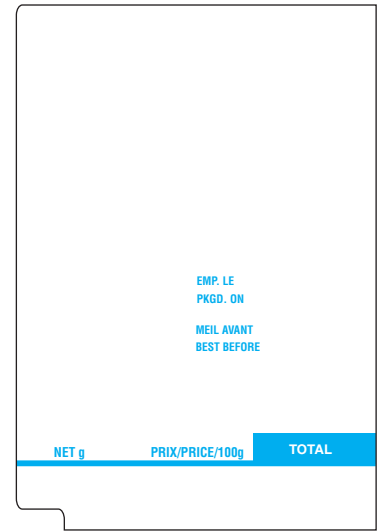 EMP. LE
PKGD. ON
MEIL AVANT
BEST BEFORE
NET g PRIX/PRICE/100g TOTAL